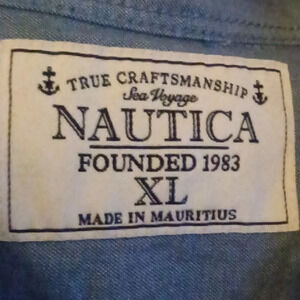 TRUE CRAFTSMANSHIP
Sea Voyage
NAUTICA
FOUNDED 1983
XL
MADE IN MAURITIUS